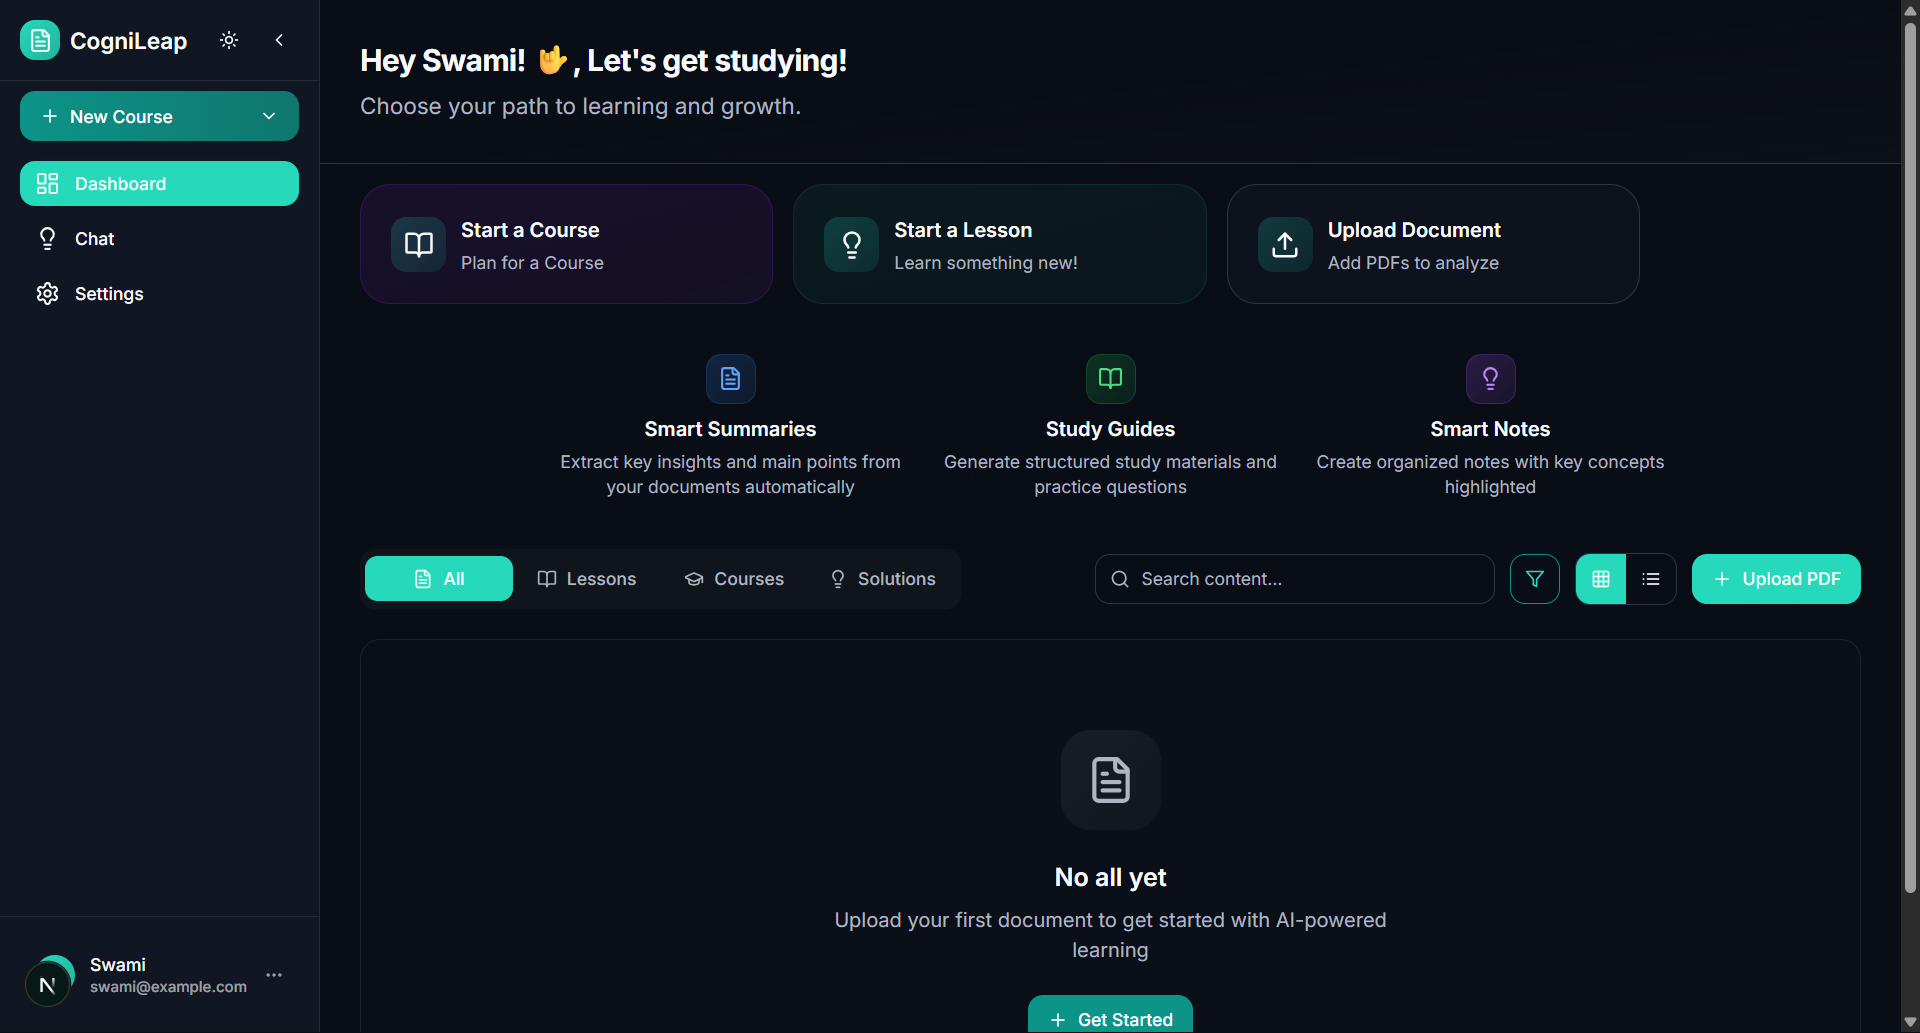 CogniLeap
New Course
Dashboard
Chat
Settings
Hey Swami! 🤟, Let's get studying!
Choose your path to learning and growth.
Start a Course
Plan for a Course
Start a Lesson
Learn something new!
Upload Document
Add PDFs to analyze
Smart Summaries
Extract key insights and main points from
your documents automatically
Study Guides
Generate structured study materials and
practice questions
Smart Notes
Create organized notes with key concepts
highlighted
All
Lessons
Courses
Solutions
Search content...
Upload PDF
No all yet
Upload your first document to get started with AI-powered
learning
Get Started
N
Swami
swami@example.com